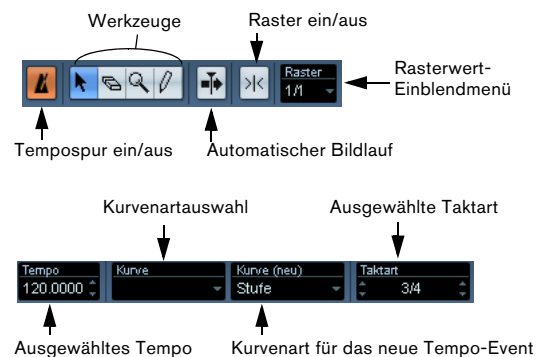 Werkzeuge
Raster ein/aus
Raster
1/1
Rasterwert-
Einblendmenü
Tempospur ein/aus
Automatischer Bildlauf
Kurvenartauswahl
Ausgewählte Taktart
Tempo
Kurve
Kurve (neu)
Taktart
120.0000
Stufe
3/4
Ausgewähltes Tempo
Kurvenart für das neue Tempo-Event